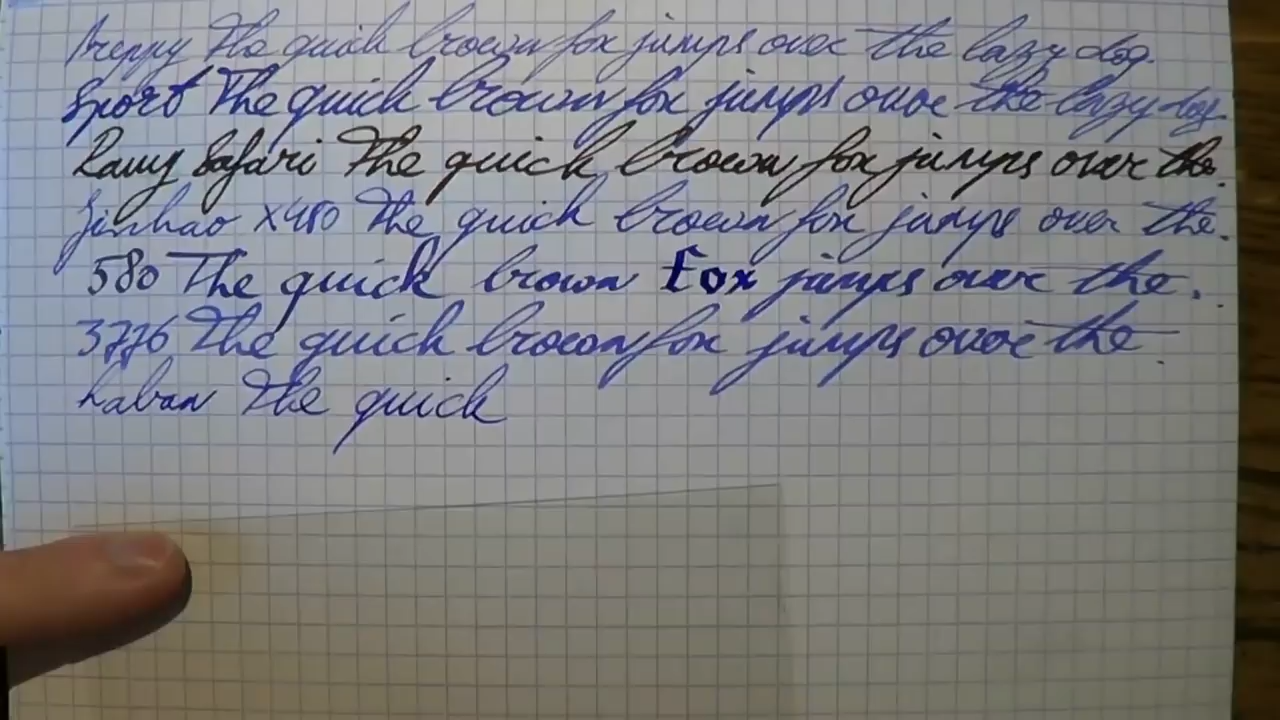 Preppy The quick brown fox jumps over the lazy dog.
Sport The quick brown fox jumps over the lazy dog.
Lamy Safari The quick brown fox jumps over the.
Jinhao X450 The quick brown fox jumps over the.
580 The quick brown fox jumps over the.
3776 The quick brown fox jumps over the.
kaban The quick